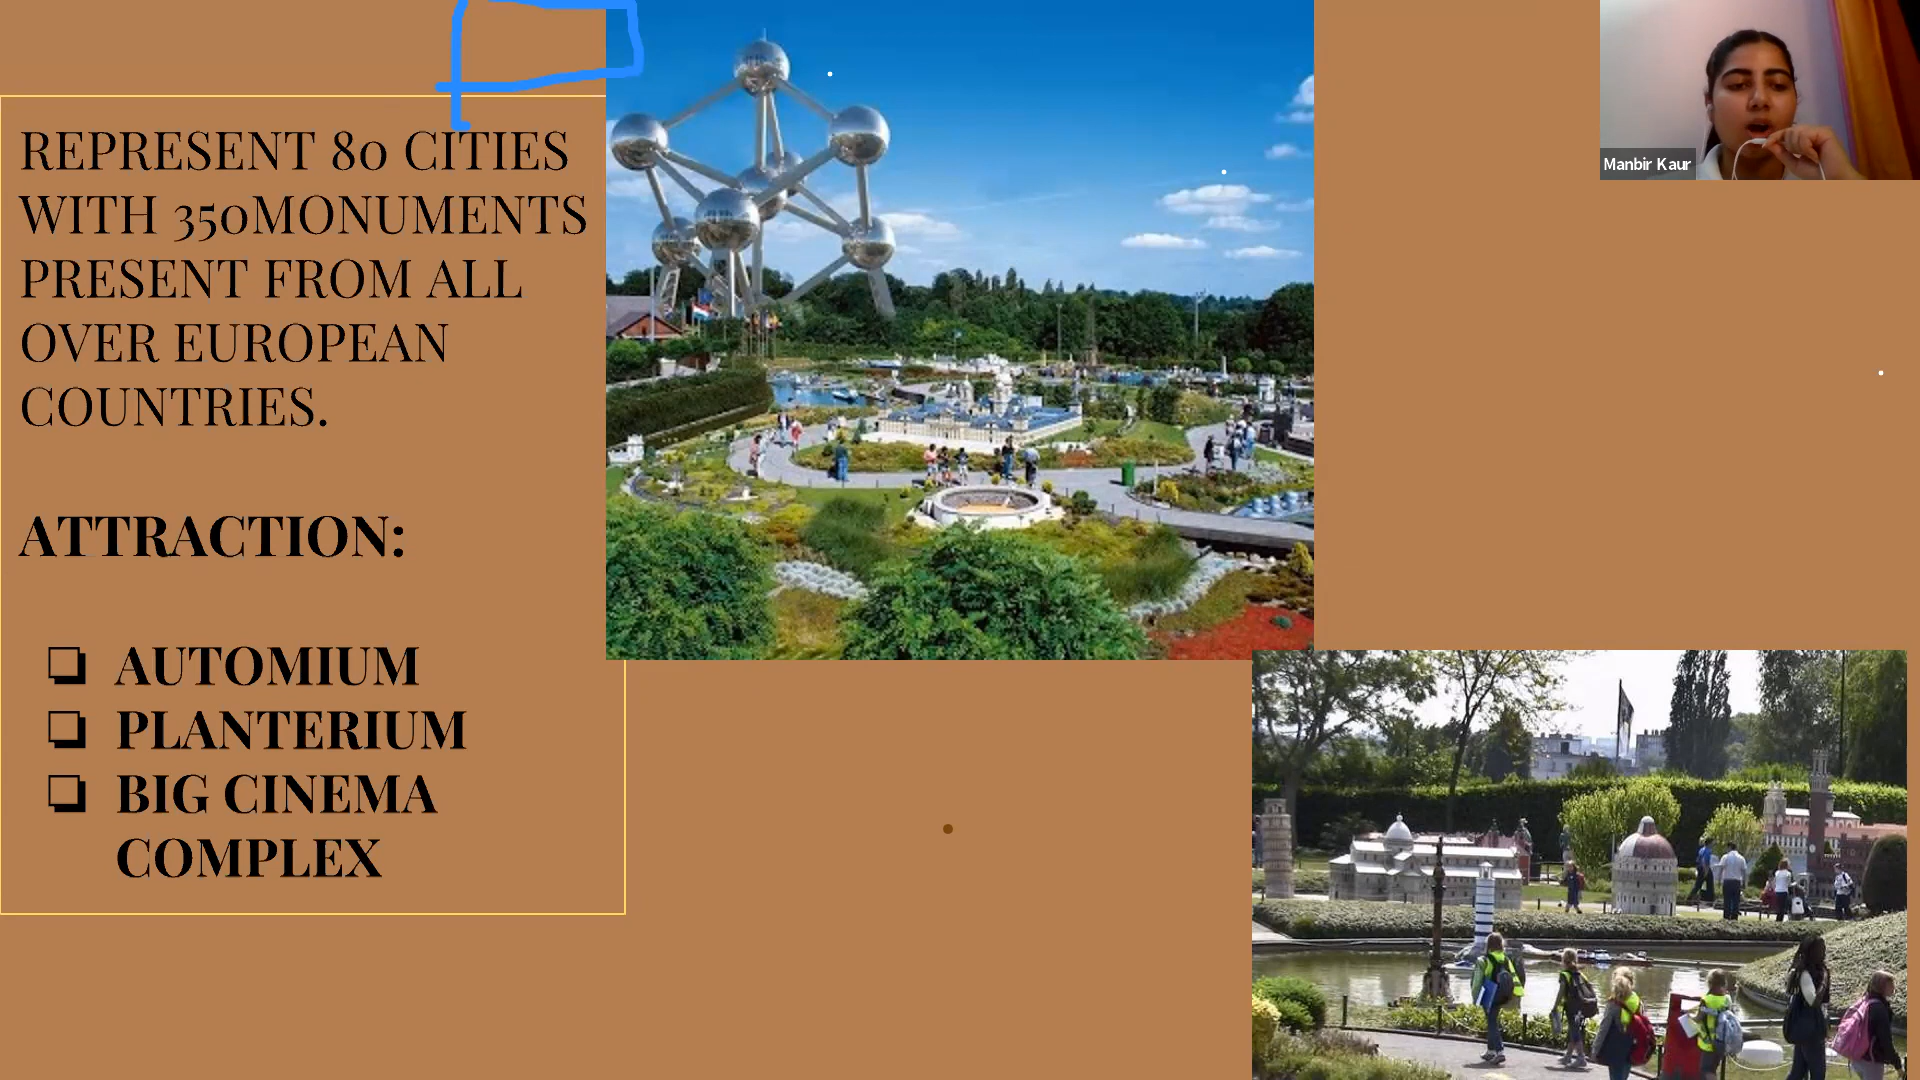 REPRESENT 80 CITIES
WITH 350MONUMENTS
PRESENT FROM ALL
OVER EUROPEAN
COUNTRIES.
ATTRACTION:
❏ AUTOMIUM
❏ PLANTERIUM
❏ BIG CINEMA
COMPLEX
Manbir Kaur